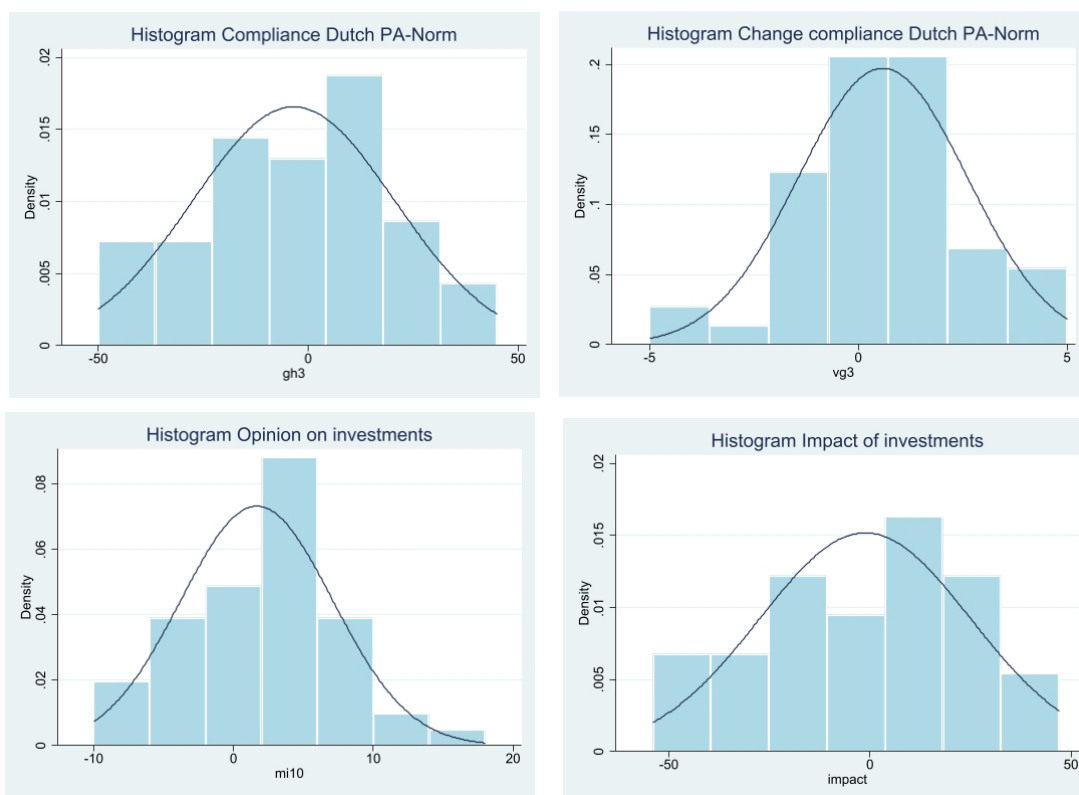 Histogram Compliance Dutch PA-Norm
.02
.015
.01
.005
0
Density
-50
0
50
gh3
Histogram Change compliance Dutch PA-Norm
.2
.15
.1
.05
0
Density
-5
0
5
vg3
Histogram Opinion on investments
.08
.06
.04
.02
0
Density
-10
0
10
20
mi10
Histogram Impact of investments
.02
.015
.01
.005
0
Density
-50
0
50
impact